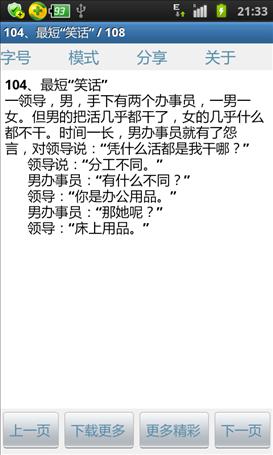 93
E
21:33
104、最短“笑话” / 108
字号 模式 分享 关于
104、最短“笑话”
一领导，男，手下有两个办事员，一男一
女。但男的把活几乎都干了，女的几乎什么
都不干。时间一长，男办事员就有了怨
言，对领导说：“凭什么活都是我干哪？”
领导说：“分工不同。”
男办事员：“有什么不同？”
领导：“你是办公用品。”
男办事员：“那她呢？”
领导：“床上用品。”
上一页 下载更多 更多精彩 下一页